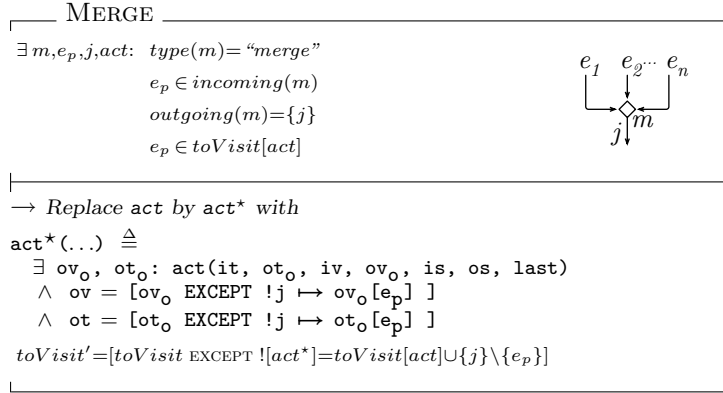 MERGE
∃ m,e_p,j,act: type(m)="merge"
e_p ∈ incoming(m)
outgoing(m)={j}
e_p ∈ toVisit[act]
e_1 e_2 ... e_n
m
j
→ Replace act by act⋆ with
act⋆(...) ≜
∃ ov_o, ot_o: act(it, ot_o, iv, ov_o, is, os, last)
∧ ov = [ov_o EXCEPT !j ↦ ov_o[e_p] ]
∧ ot = [ot_o EXCEPT !j ↦ ot_o[e_p] ]
toVisit′=[toVisit EXCEPT ![act⋆]=toVisit[act]∪{j}\{e_p}]